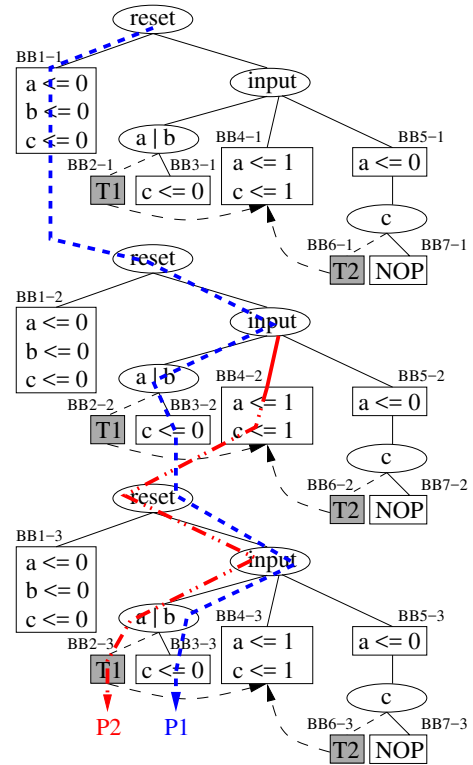 reset
BB1−1
a <= 0
b <= 0
c <= 0
input
a | b
BB2−1
T1
BB3−1
c <= 0
BB4−1
a <= 1
c <= 1
BB5−1
a <= 0
c
BB6−1
T2
BB7−1
NOP
reset
BB1−2
a <= 0
b <= 0
c <= 0
input
a | b
BB2−2
T1
BB3−2
c <= 0
BB4−2
a <= 1
c <= 1
BB5−2
a <= 0
c
BB6−2
T2
BB7−2
NOP
reset
BB1−3
a <= 0
b <= 0
c <= 0
input
a | b
BB2−3
T1
BB3−3
c <= 0
BB4−3
a <= 1
c <= 1
BB5−3
a <= 0
c
BB6−3
T2
BB7−3
NOP
P2
P1